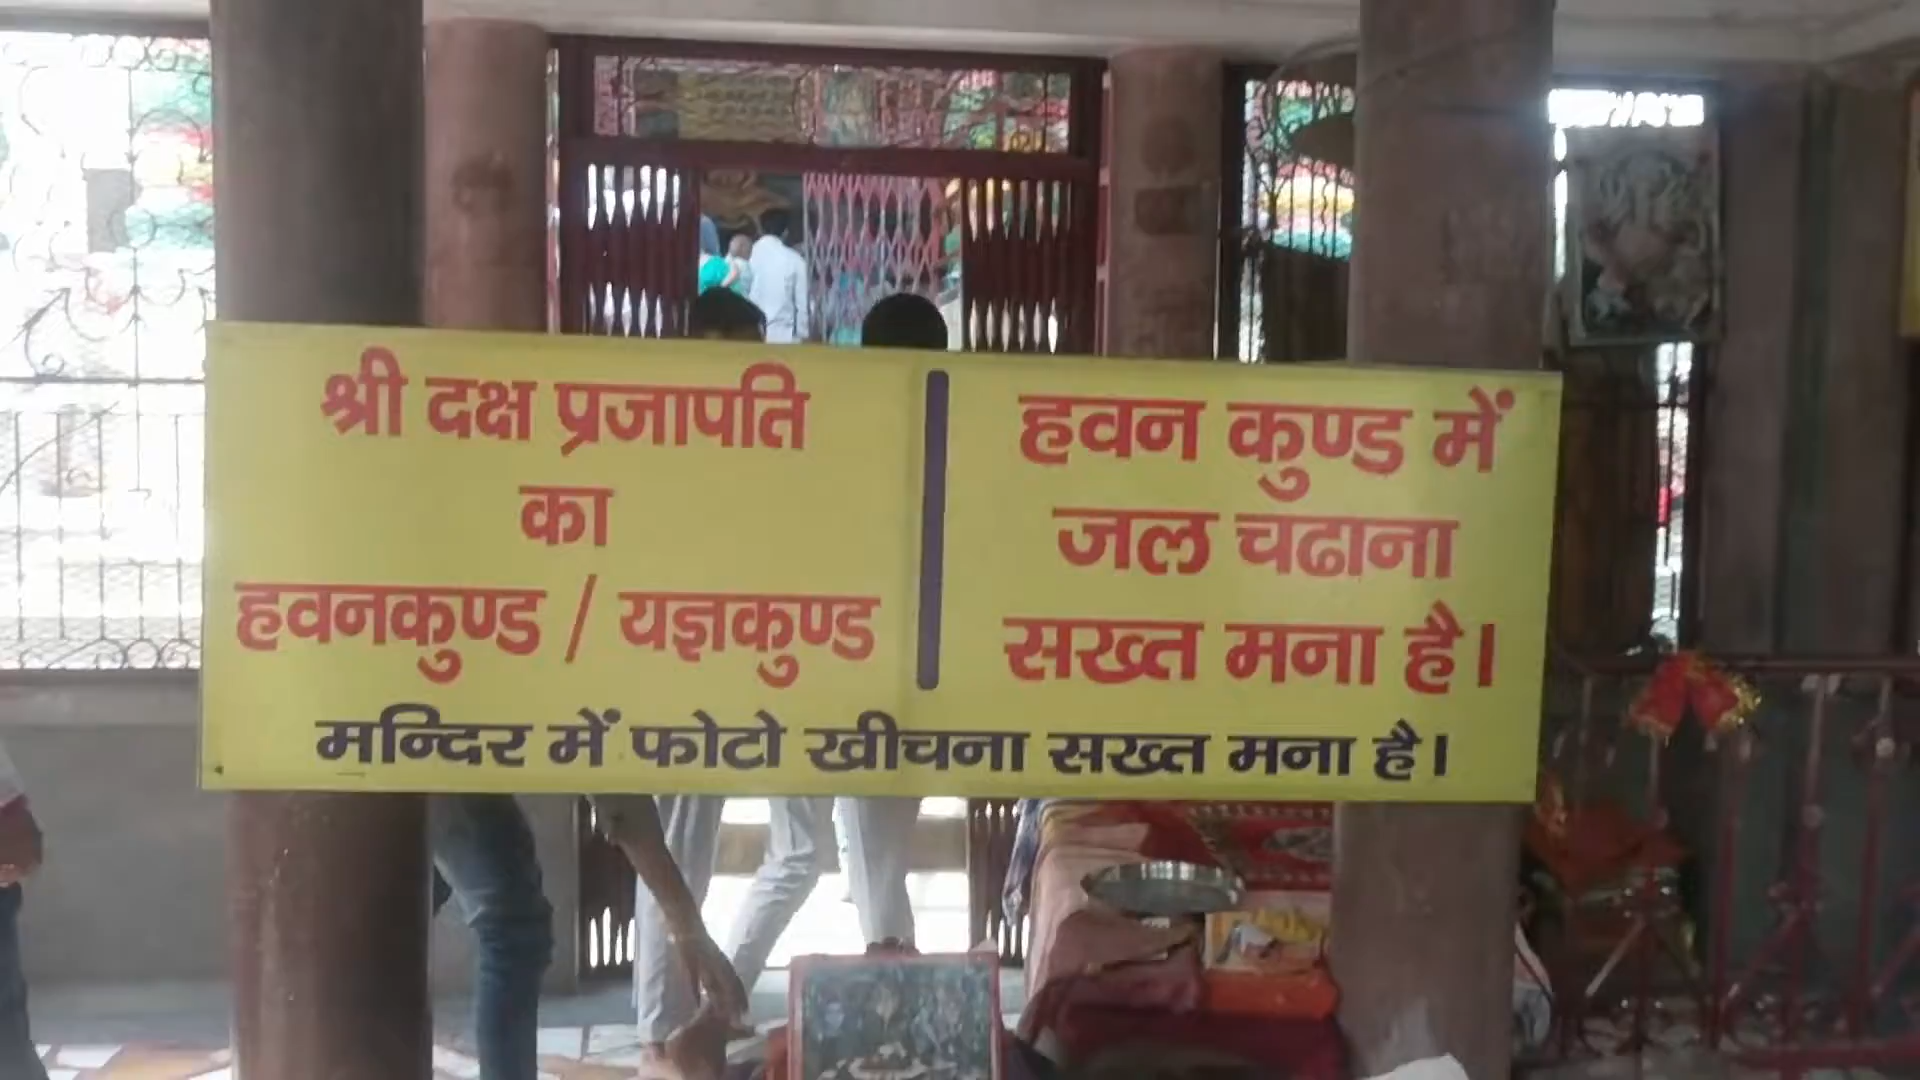 श्री दक्ष प्रजापति
का
हवनकुण्ड / यज्ञकुण्ड
हवन कुण्ड में
जल चढाना
सख्त मना है।
मन्दिर में फोटो खीचना सख्त मना है।